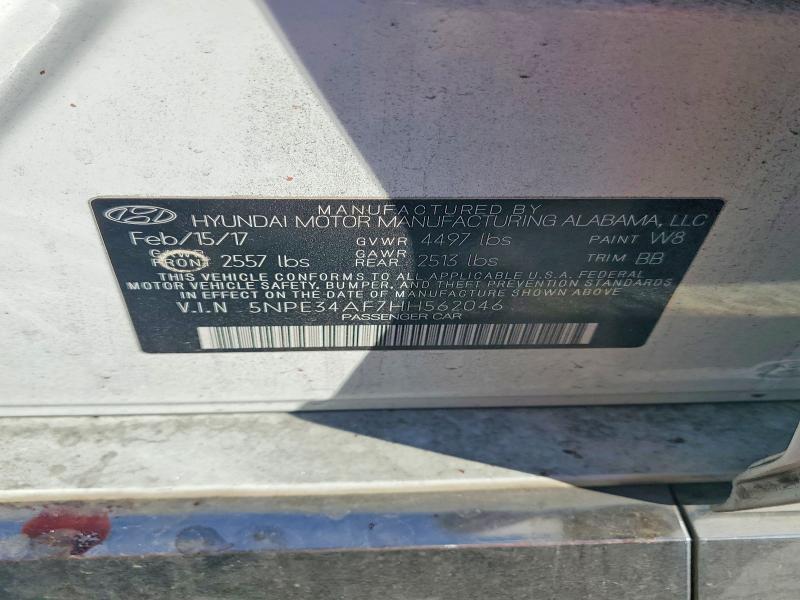 MANUFACTURED BY
HYUNDAI MOTOR MANUFACTURING ALABAMA, LLC
Feb/15/17 GVWR 4497 lbs PAINT W8
GAWR FRONT 2557 lbs GAWR REAR 2513 lbs TRIM BB
THIS VEHICLE CONFORMS TO ALL APPLICABLE U.S.A. FEDERAL
MOTOR VEHICLE SAFETY, BUMPER, AND THEFT PREVENTION STANDARDS
IN EFFECT ON THE DATE OF MANUFACTURE SHOWN ABOVE
V.I.N 5NPE34AF7HH562046
PASSENGER CAR